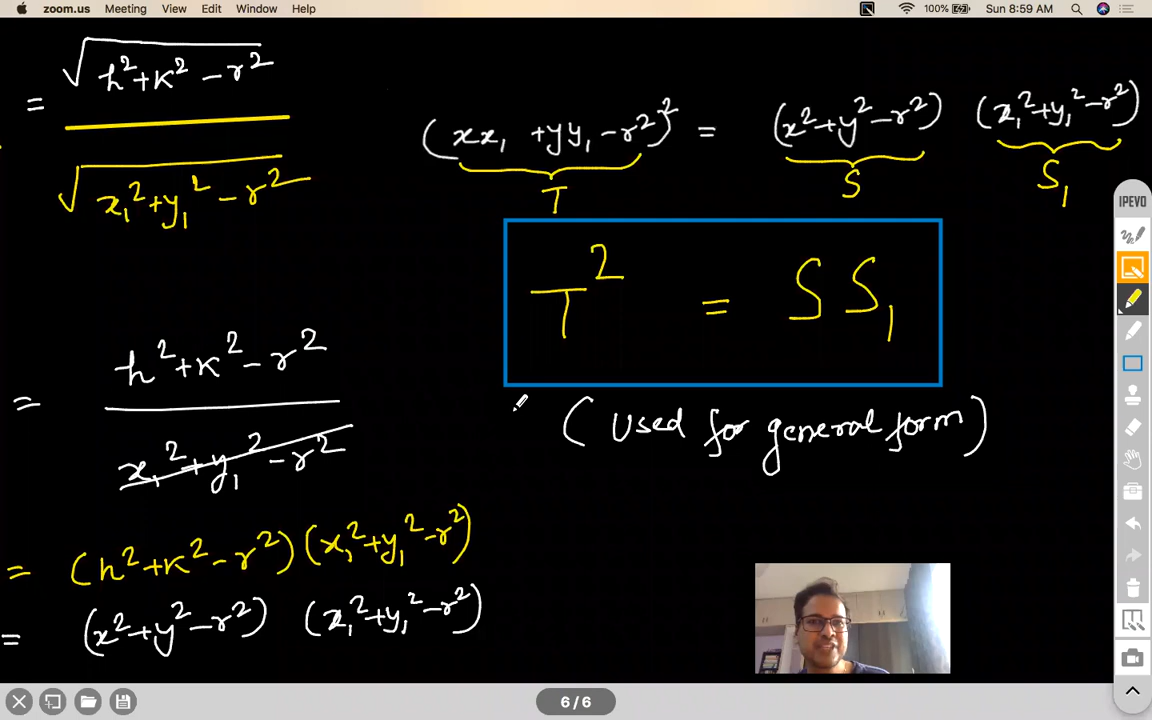 zoom.us Meeting View Edit Window Help 100% Sun 8:59 AM
= √(h²+k²-r²) / √(x₁²+y₁²-r²)
(xx₁ +yy₁ -r²)² = (x²+y²-r²) (x₁²+y₁²-r²)
T S S₁
T² = SS₁
= h²+k²-r² / x₁²+y₁²-r²
(Used for general form)
= (h²+k²-r²)(x₁²+y₁²-r²)
= (x²+y²-r²) (x₁²+y₁²-r²)
IPEVO
6/6